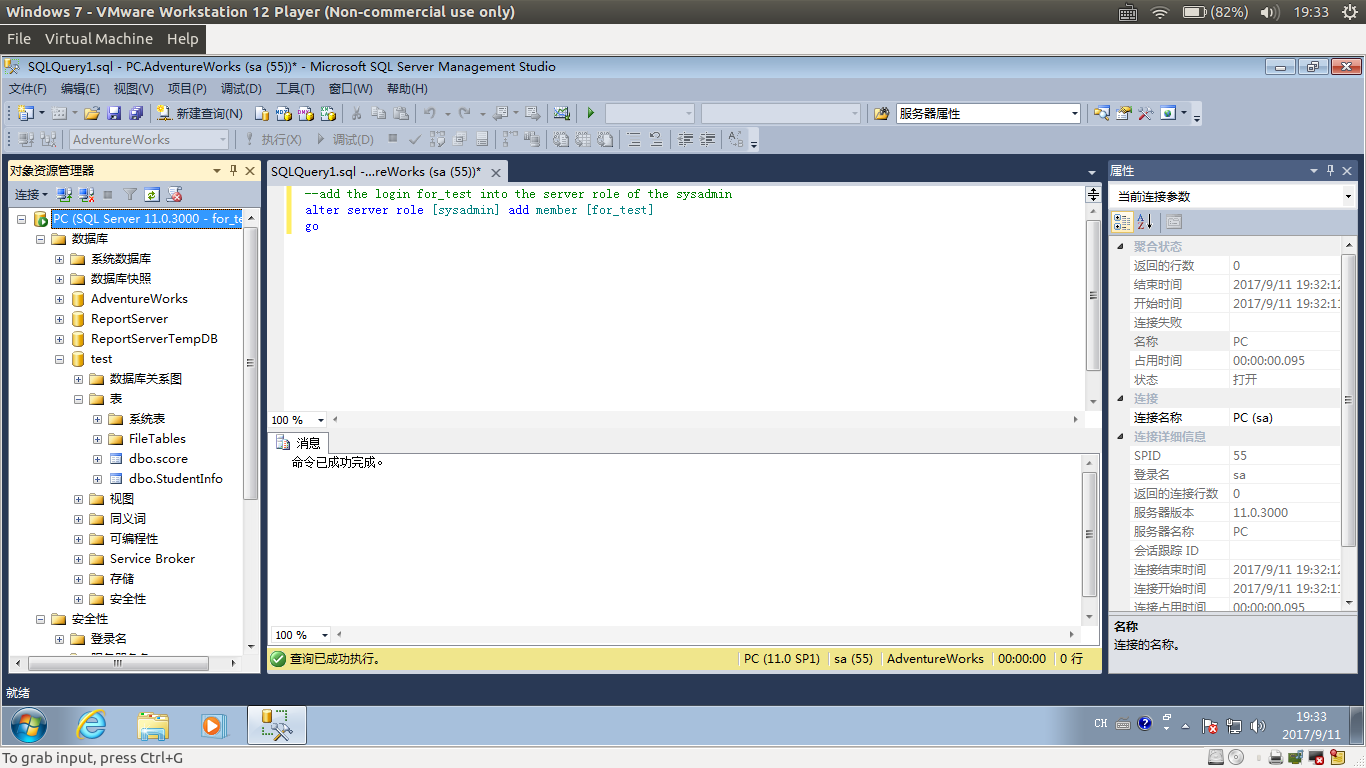 Windows 7 - VMware Workstation 12 Player (Non-commercial use only)
(82%)
19:33
File Virtual Machine Help
SQLQuery1.sql - PC.AdventureWorks (sa (55))* - Microsoft SQL Server Management Studio
文件(F) 编辑(E) 视图(V) 项目(P) 调试(D) 工具(T) 窗口(W) 帮助(H)
新建查询(N)
服务器属性
AdventureWorks
执行(X)
调试(D)
对象资源管理器
连接
PC (SQL Server 11.0.3000 - for_te
数据库
系统数据库
数据库快照
AdventureWorks
ReportServer
ReportServerTempDB
test
数据库关系图
表
系统表
FileTables
dbo.score
dbo.StudentInfo
视图
同义词
可编程性
Service Broker
存储
安全性
安全性
登录名
SQLQuery1.sql -...reWorks (sa (55))*
--add the login for_test into the server role of the sysadmin
alter server role [sysadmin] add member [for_test]
go
100 %
消息
命令已成功完成。
100 %
查询已成功执行。
PC (11.0 SP1)
sa (55)
AdventureWorks
00:00:00
0 行
属性
当前连接参数
聚合状态
返回的行数 0
结束时间 2017/9/11 19:32:12
开始时间 2017/9/11 19:32:11
连接失败
名称 PC
占用时间 00:00:00.095
状态 打开
连接
连接名称 PC (sa)
连接详细信息
SPID 55
登录名 sa
返回的连接行数 0
服务器版本 11.0.3000
服务器名称 PC
会话跟踪 ID
连接结束时间 2017/9/11 19:32:12
连接开始时间 2017/9/11 19:32:11
连接占用时间 00:00:00.095
名称
连接的名称。
就绪
CH
19:33
2017/9/11
To grab input, press Ctrl+G